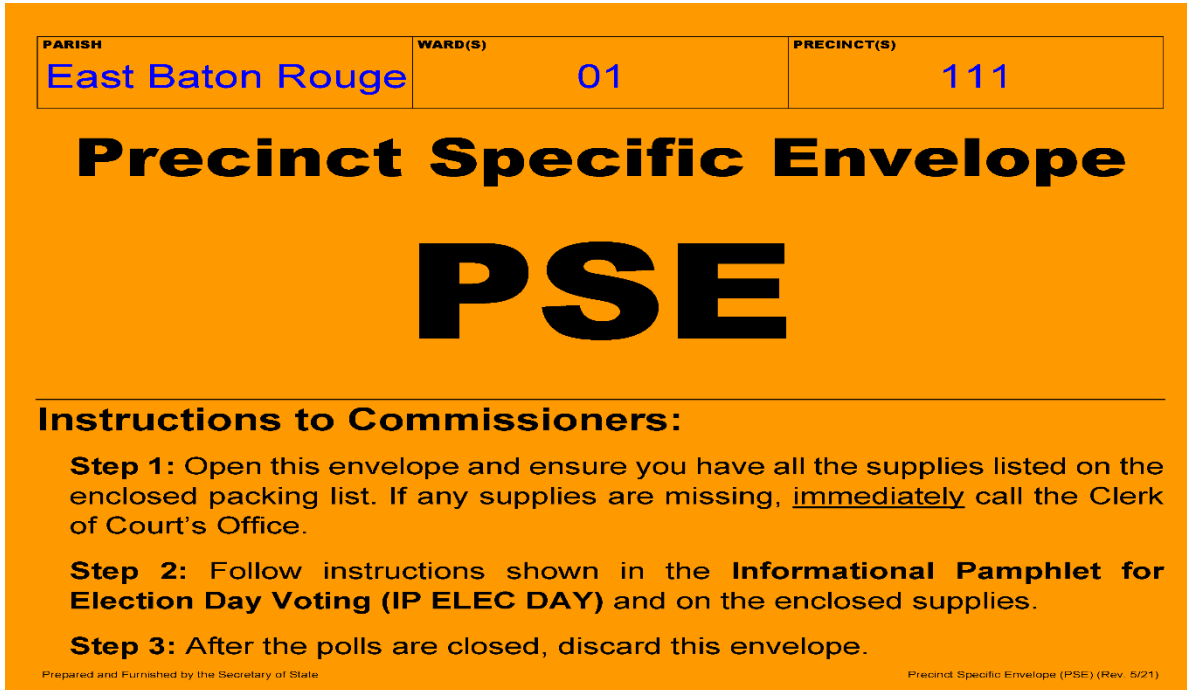 PARISH WARD(S) PRECINCT(S)
East Baton Rouge 01 111
Precinct Specific Envelope
PSE
Instructions to Commissioners:
Step 1: Open this envelope and ensure you have all the supplies listed on the
enclosed packing list. If any supplies are missing, immediately call the Clerk
of Court’s Office.
Step 2: Follow instructions shown in the Informational Pamphlet for
Election Day Voting (IP ELEC DAY) and on the enclosed supplies.
Step 3: After the polls are closed, discard this envelope.
Prepared and Furnished by the Secretary of State Precinct Specific Envelope (PSE) (Rev. 5/21)